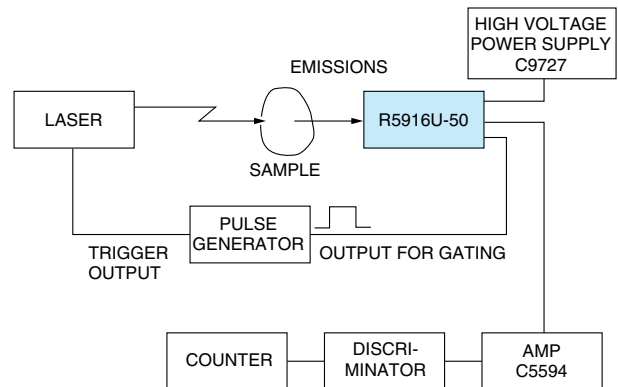 HIGH VOLTAGE
POWER SUPPLY
C9727
EMISSIONS
LASER
R5916U-50
SAMPLE
PULSE
GENERATOR
TRIGGER
OUTPUT
OUTPUT FOR GATING
COUNTER
DISCRI-
MINATOR
AMP
C5594